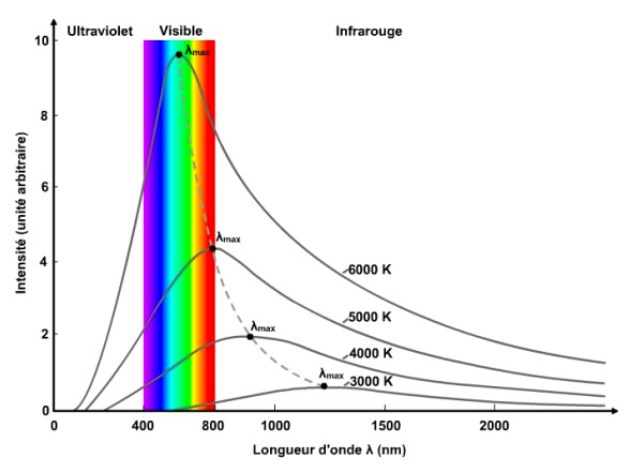 Ultraviolet Visible Infrarouge
10
λmax
8
Intensité (unité arbitraire)
6
λmax
4
6000 K
5000 K
λmax
2
4000 K
λmax
3000 K
0
0 400 800 1000 1500 2000
Longueur d'onde λ (nm)